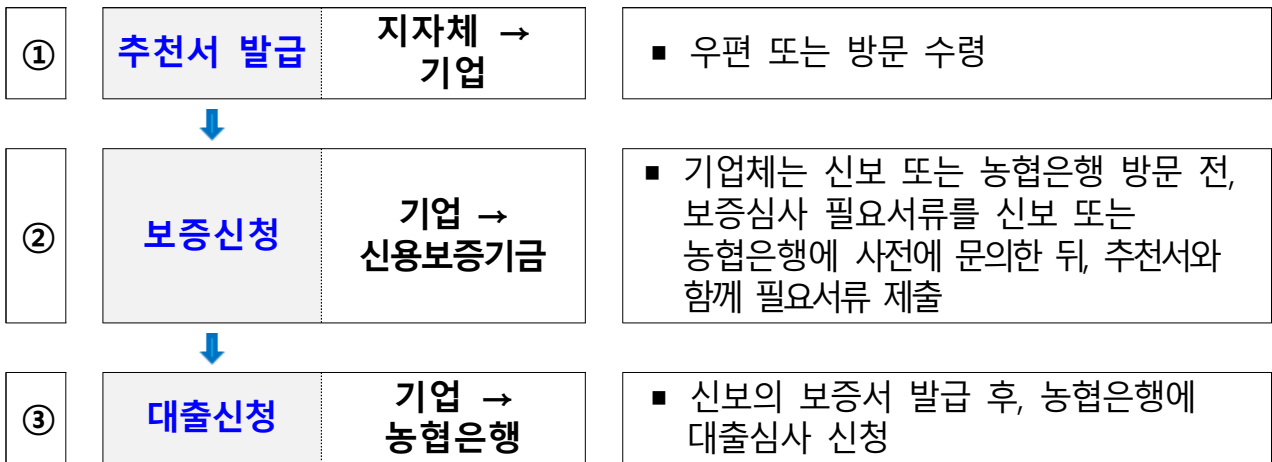 ①
추천서 발급
지자체 →
기업
▪ 우편 또는 방문 수령
②
보증신청
기업 →
신용보증기금
▪ 기업체는 신보 또는 농협은행 방문 전,
보증심사 필요서류를 신보 또는
농협은행에 사전에 문의한 뒤, 추천서와
함께 필요서류 제출
③
대출신청
기업 →
농협은행
▪ 신보의 보증서 발급 후, 농협은행에
대출심사 신청